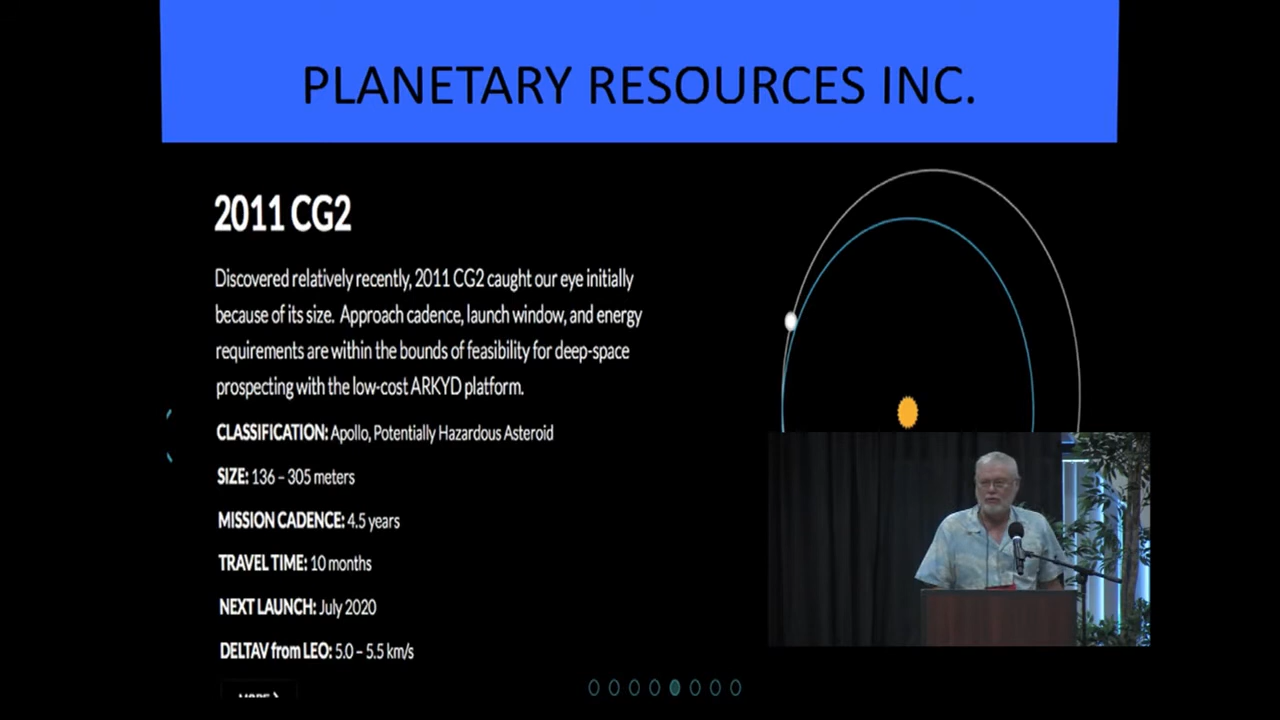 PLANETARY RESOURCES INC.
2011 CG2
Discovered relatively recently, 2011 CG2 caught our eye initially
because of its size. Approach cadence, launch window, and energy
requirements are within the bounds of feasibility for deep-space
prospecting with the low-cost ARKYD platform.
CLASSIFICATION: Apollo, Potentially Hazardous Asteroid
SIZE: 136 – 305 meters
MISSION CADENCE: 4.5 years
TRAVEL TIME: 10 months
NEXT LAUNCH: July 2020
DELTAV from LEO: 5.0 – 5.5 km/s
MORE